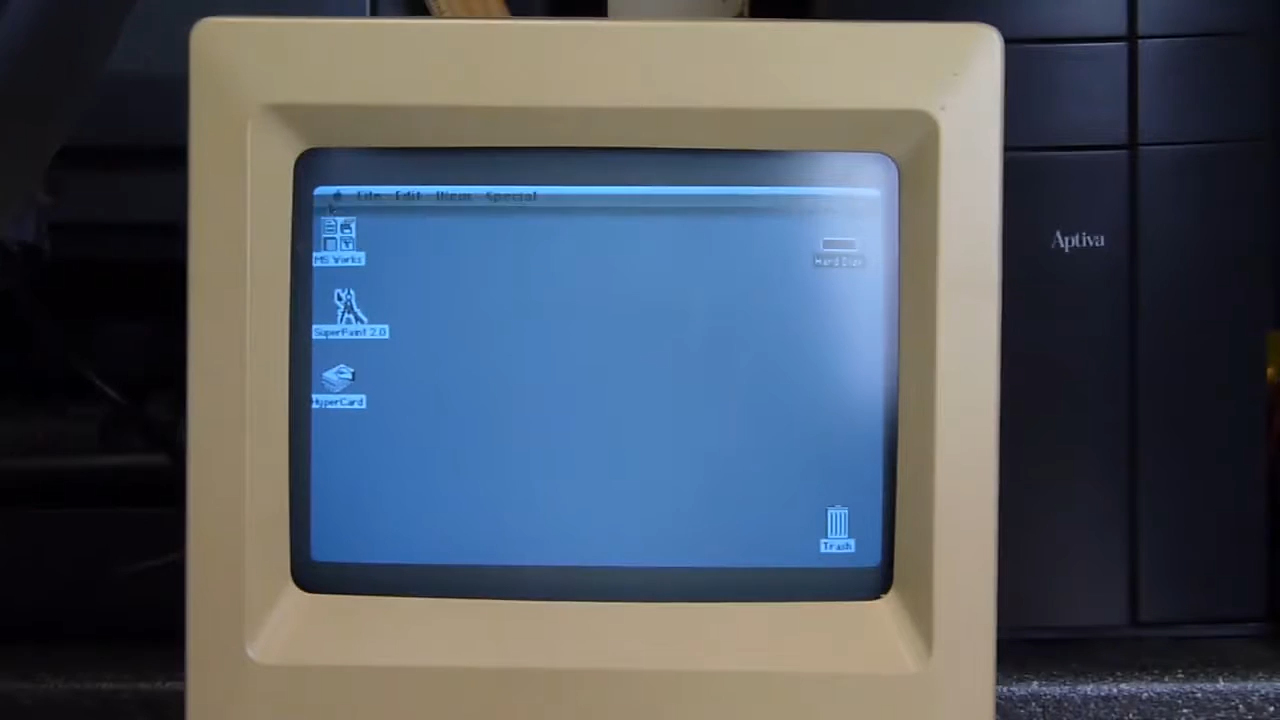 File Edit View Special
MS Works
Hard Disk
SuperPaint 2.0
HyperCard
Trash
Aptiva